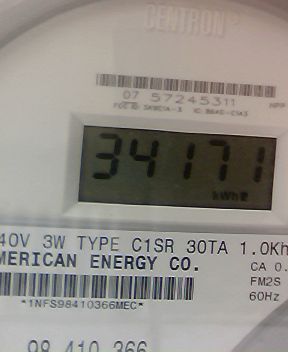 CENTRON®
07 57245311
34171
kWh
40V 3W TYPE C1SR 30TA 1.0Kh
MERICAN ENERGY CO.
CA 0.
FM2S
60Hz
*1NFS98410366MEC*
98 410 366